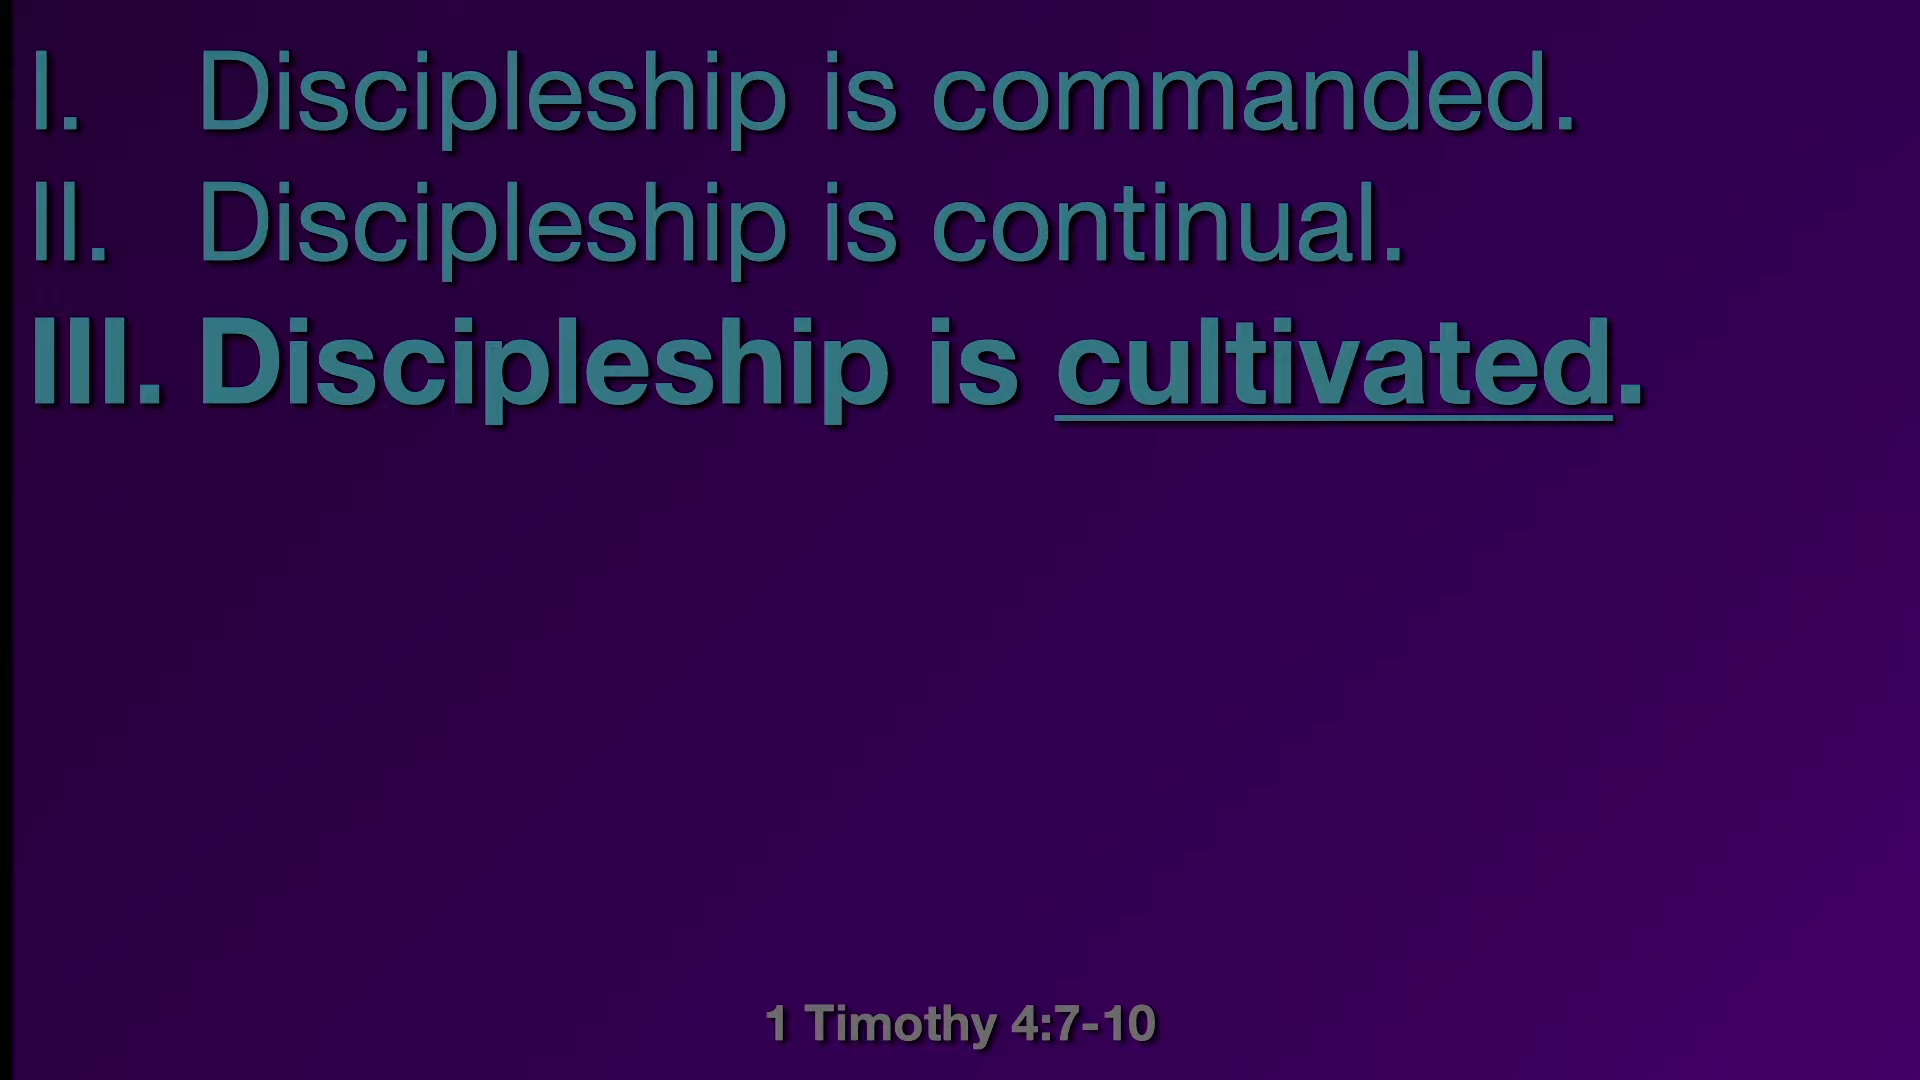 I. Discipleship is commanded.
II. Discipleship is continual.
III. Discipleship is cultivated.
1 Timothy 4:7-10